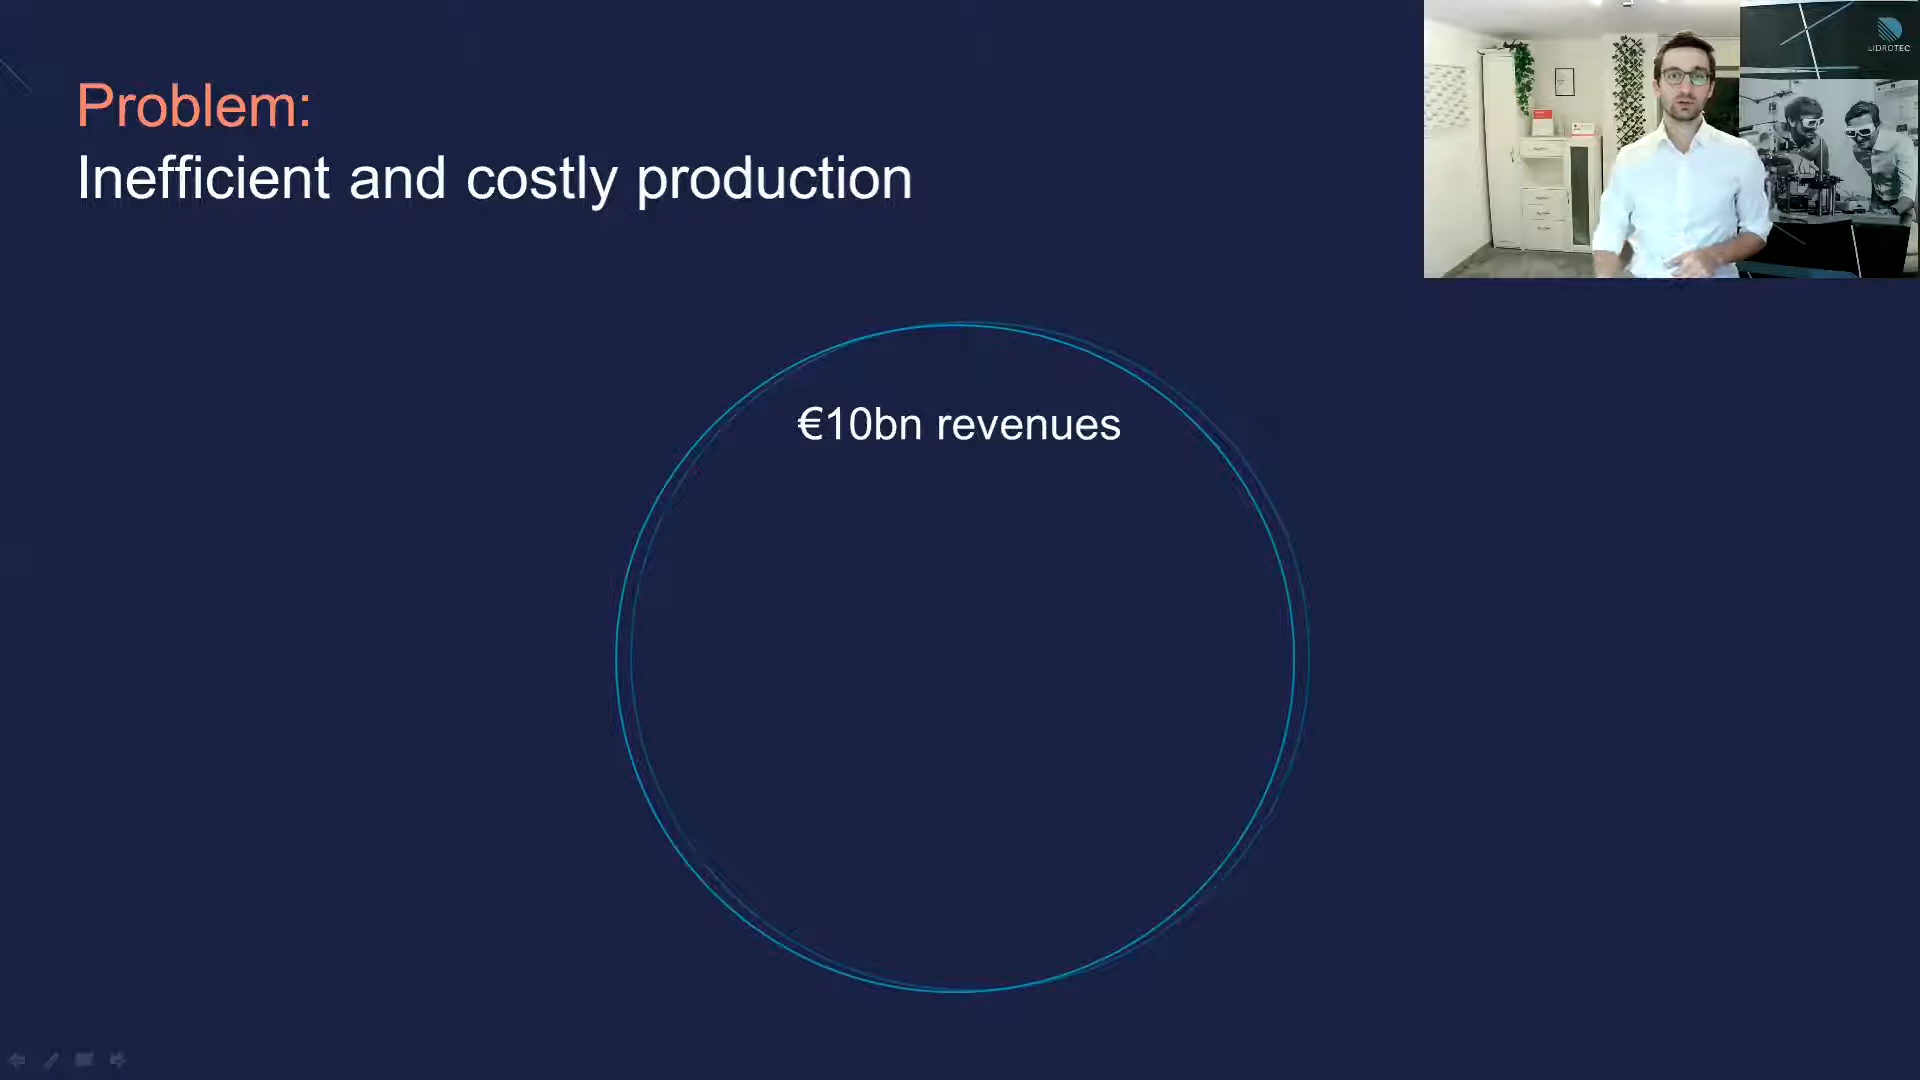 Problem:
Inefficient and costly production
€10bn revenues
LIDROTEC